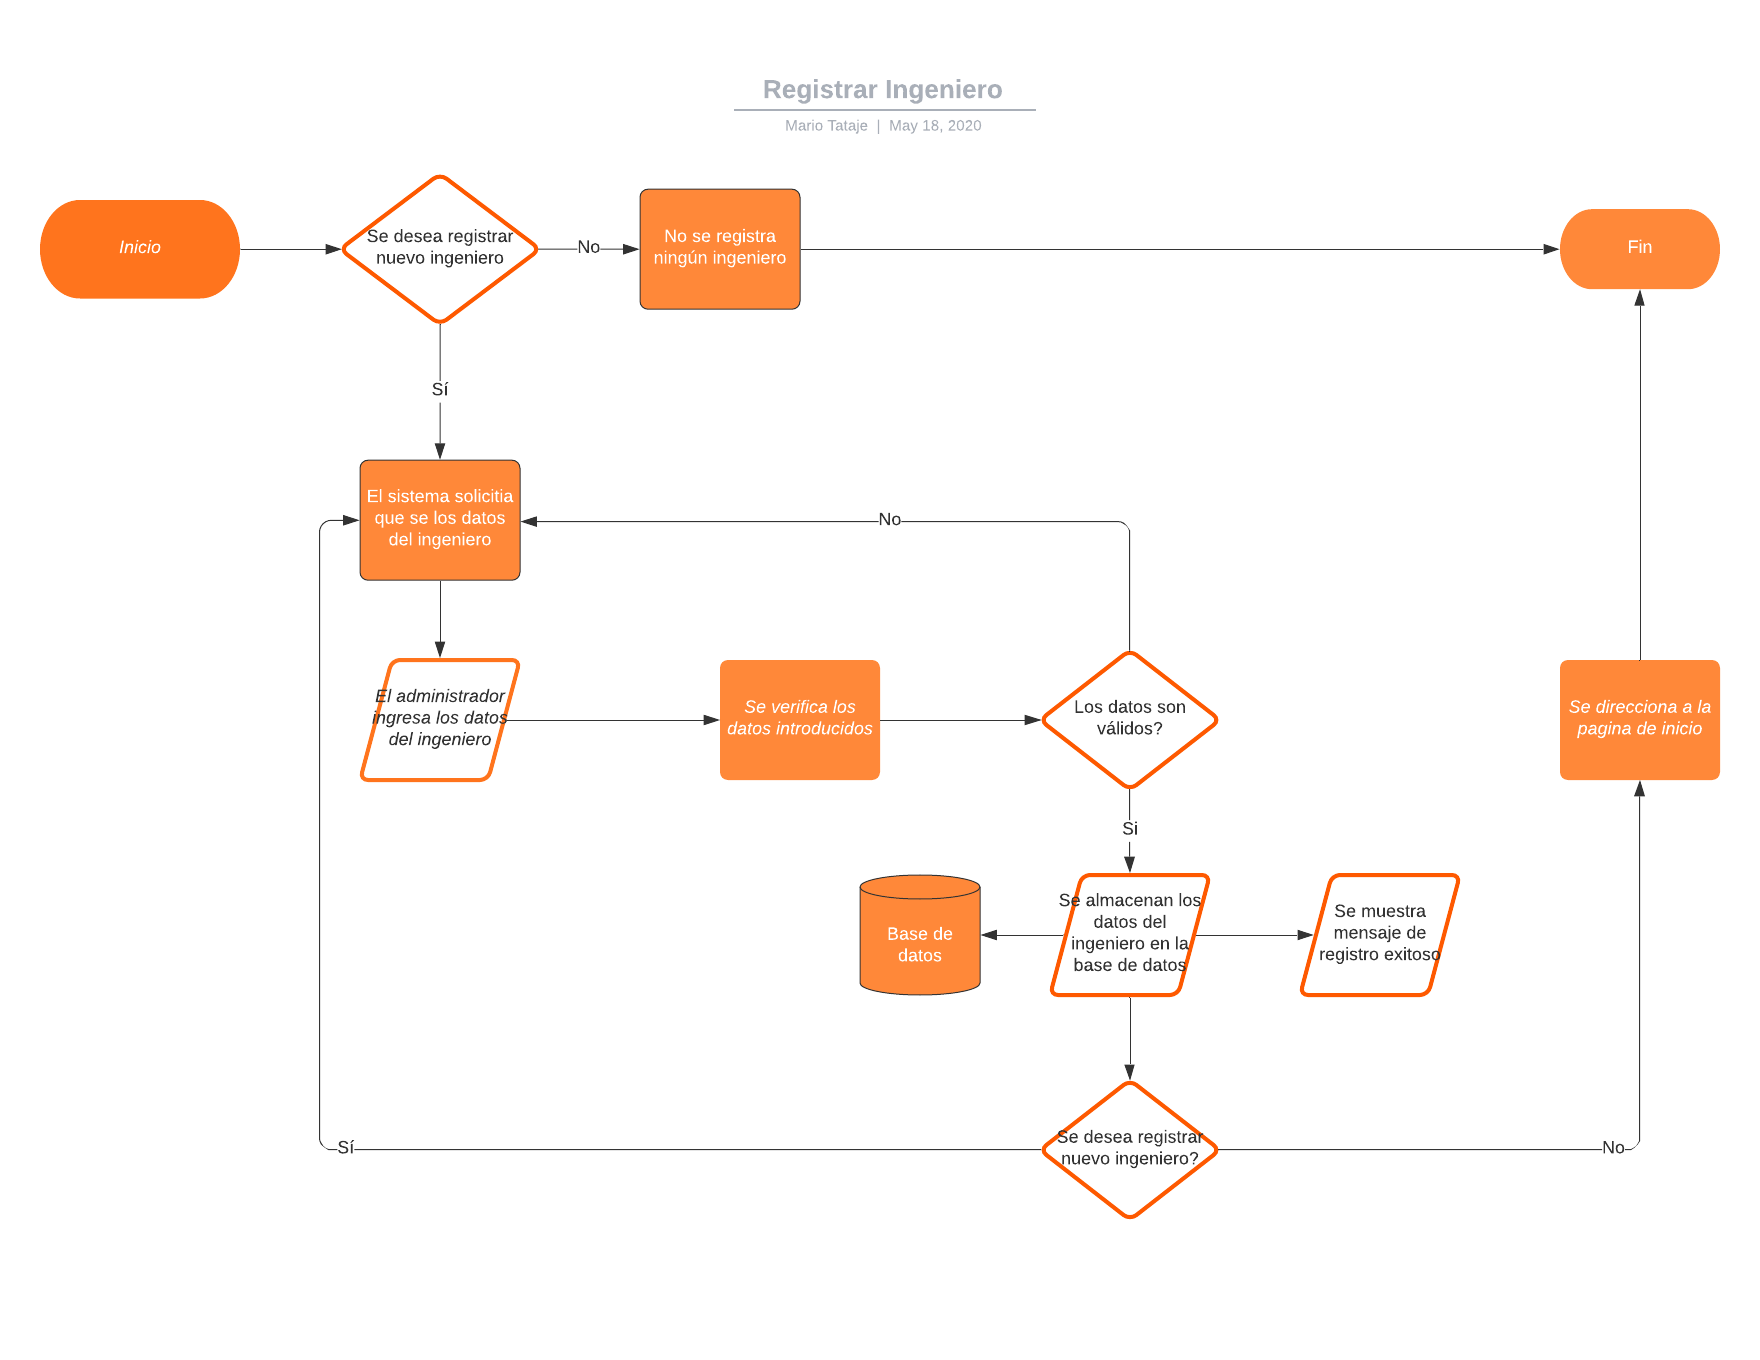 Registrar Ingeniero
Mario Tataje | May 18, 2020
Inicio
Se desea registrar
nuevo ingeniero
No
No se registra
ningún ingeniero
Fin
Sí
El sistema solicitia
que se los datos
del ingeniero
No
El administrador
ingresa los datos
del ingeniero
Se verifica los
datos introducidos
Los datos son
válidos?
Se direcciona a la
pagina de inicio
Si
Base de
datos
Se almacenan los
datos del
ingeniero en la
base de datos
Se muestra
mensaje de
registro exitoso
Se desea registrar
nuevo ingeniero?
Sí
No